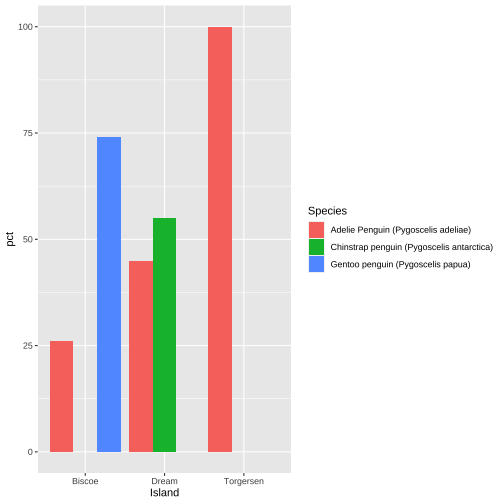 100
75
50
25
0
pct
Biscoe
Dream
Torgersen
Island
Species
Adelie Penguin (Pygoscelis adeliae)
Chinstrap penguin (Pygoscelis antarctica)
Gentoo penguin (Pygoscelis papua)